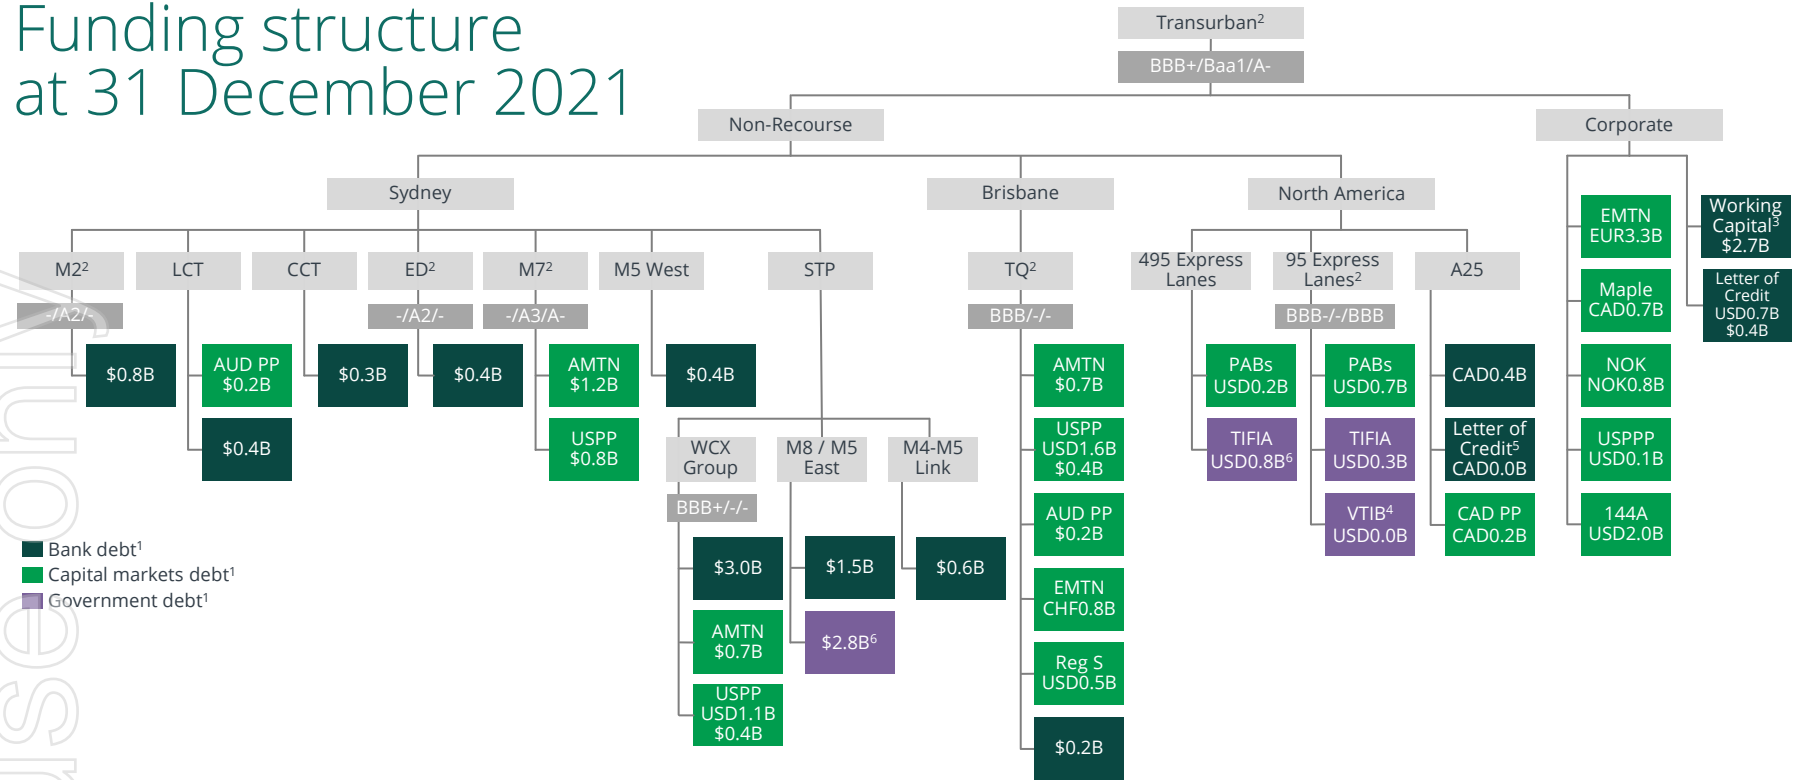 Funding structure
at 31 December 2021
Transurban²
BBB+/Baa1/A-
Non-Recourse
Corporate
Sydney
Brisbane
North America
M2²
LCT
CCT
ED²
M7²
M5 West
STP
TQ²
495 Express
Lanes
95 Express
Lanes²
A25
-/A2/-
-/A2/-
-/A3/A-
BBB/-/-
BBB-/-/BBB
$0.8B
AUD PP
$0.2B
$0.4B
$0.3B
$0.4B
AMTN
$1.2B
USPP
$0.8B
$0.4B
WCX
Group
BBB+/-/-
$3.0B
AMTN
$0.7B
USPP
USD1.1B
$0.4B
M8 / M5
East
$1.5B
$2.8B⁶
M4-M5
Link
$0.6B
AMTN
$0.7B
USPP
USD1.6B
$0.4B
AUD PP
$0.2B
EMTN
CHF0.8B
Reg S
USD0.5B
$0.2B
PABs
USD0.2B
TIFIA
USD0.8B⁶
PABs
USD0.7B
TIFIA
USD0.3B
VTIB⁴
USD0.0B
CAD0.4B
Letter of
Credit⁵
CAD0.0B
CAD PP
CAD0.2B
EMTN
EUR3.3B
Maple
CAD0.7B
NOK
NOK0.8B
USPPP
USD0.1B
144A
USD2.0B
Working
Capital³
$2.7B
Letter of
Credit
USD0.7B
$0.4B
Bank debt¹
Capital markets debt¹
Government debt¹
use only